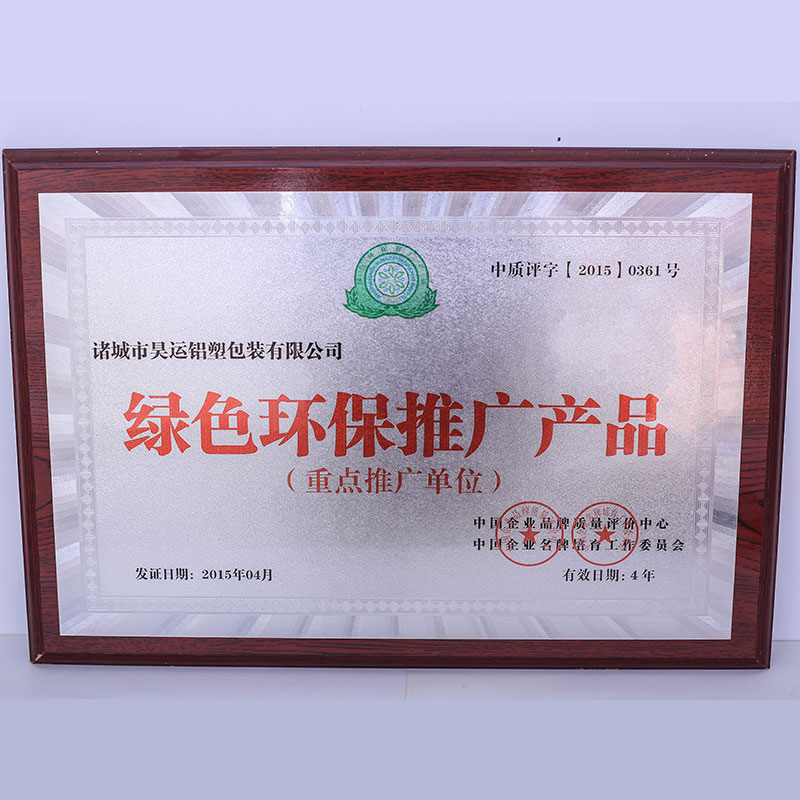 中质评字【2015】0361号
诸城市昊运铝塑包装有限公司
绿色环保推广产品
（重点推广单位）
中国企业品牌质量评价中心
中国企业名牌培育工作委员会
发证日期：2015年04月
有效日期：4年